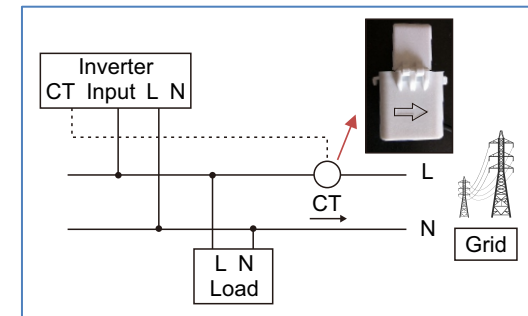 Inverter
CT Input L N
L
CT
N
Grid
L N
Load